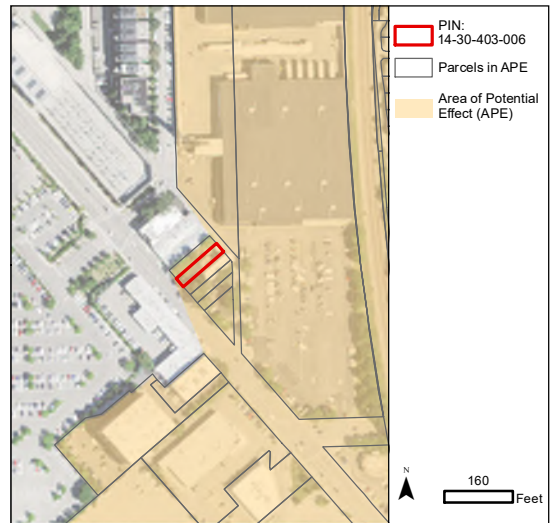 PIN:
14-30-403-006
Parcels in APE
Area of Potential
Effect (APE)
N
160
Feet